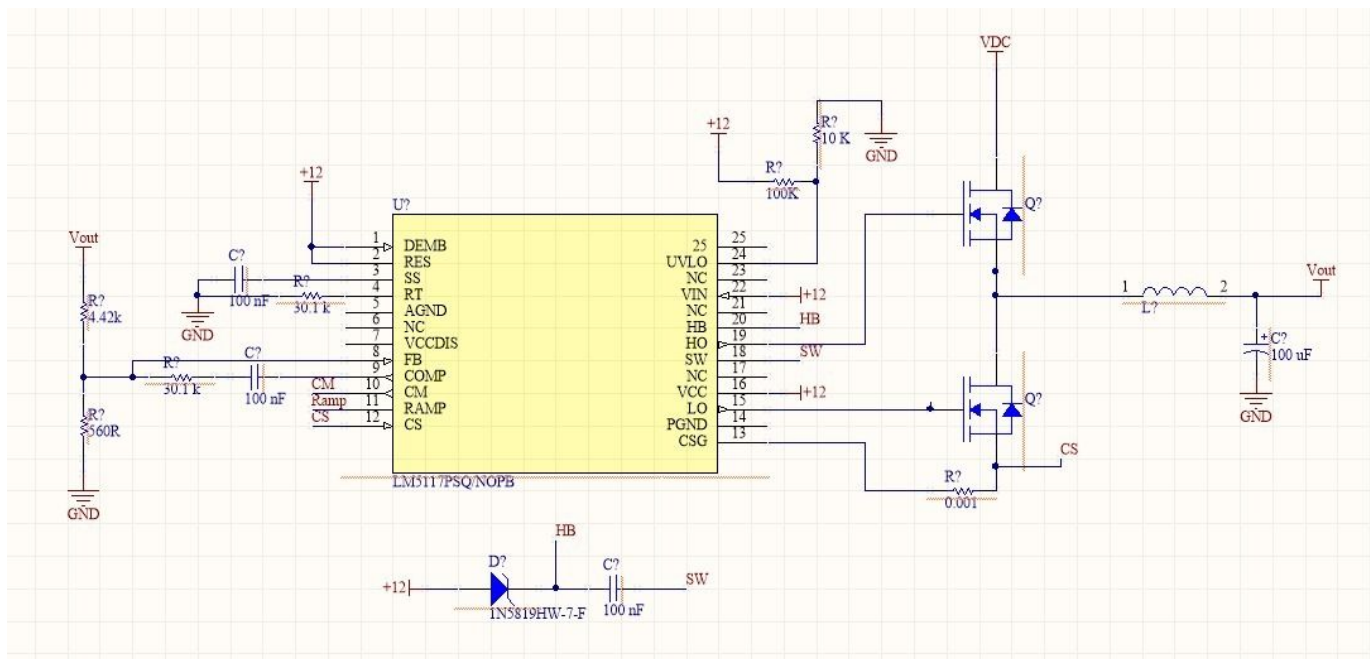 VDC
+12
R?
10 K
GND
R?
100K
+12
U?
Q?
Vout
1
DEMB
25
25
2
RES
UVLO
24
C?
100 nF
3
SS
NC
23
R?
30.1 k
4
RT
VIN
22
+12
1
2
L?
Vout
R?
4.42k
GND
5
AGND
NC
21
6
NC
HB
20
HB
7
VCCDIS
HO
19
C?
100 uF
8
FB
SW
18
SW
R?
30.1 k
C?
100 nF
9
COMP
NC
17
CM
10
CM
VCC
16
+12
Q?
GND
Ramp
11
RAMP
LO
15
R?
560R
CS
12
CS
PGND
14
CSG
13
CS
LM5117PSQ/NOPB
R?
0.001
GND
HB
D?
C?
+12
SW
1N5819HW-7-F
100 nF